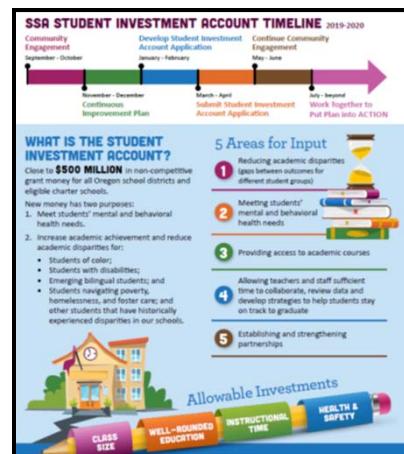 SSA STUDENT INVESTMENT ACCOUNT TIMELINE 2019-2020
Community
Engagement
September - October
Develop Student Investment
Account Application
January - February
Continue Community
Engagement
May - June
November - December
Continuous
Improvement Plan
March - April
Submit Student Investment
Account Application
July - beyond
Work Together to
Put Plan into ACTION
WHAT IS THE STUDENT
INVESTMENT ACCOUNT?
Close to $500 MILLION in non-competitive
grant money for all Oregon school districts and
eligible charter schools.
New money has two purposes:
1. Meet students' mental and behavioral
health needs.
2. Increase academic achievement and reduce
academic disparities for:
• Students of color;
• Students with disabilities;
• Emerging bilingual students; and
• Students navigating poverty,
homelessness, and foster care; and
other students that have historically
experienced disparities in our schools.
5 Areas for Input
1 Reducing academic disparities
(gaps between outcomes for
different student groups)
2 Meeting students'
mental and behavioral
health needs
3 Providing access to academic courses
4 Allowing teachers and staff sufficient
time to collaborate, review data and
develop strategies to help students stay
on track to graduate
5 Establishing and strengthening
partnerships
Allowable Investments
CLASS
SIZE
WELL-ROUNDED
EDUCATION
INSTRUCTIONAL
TIME
HEALTH &
SAFETY